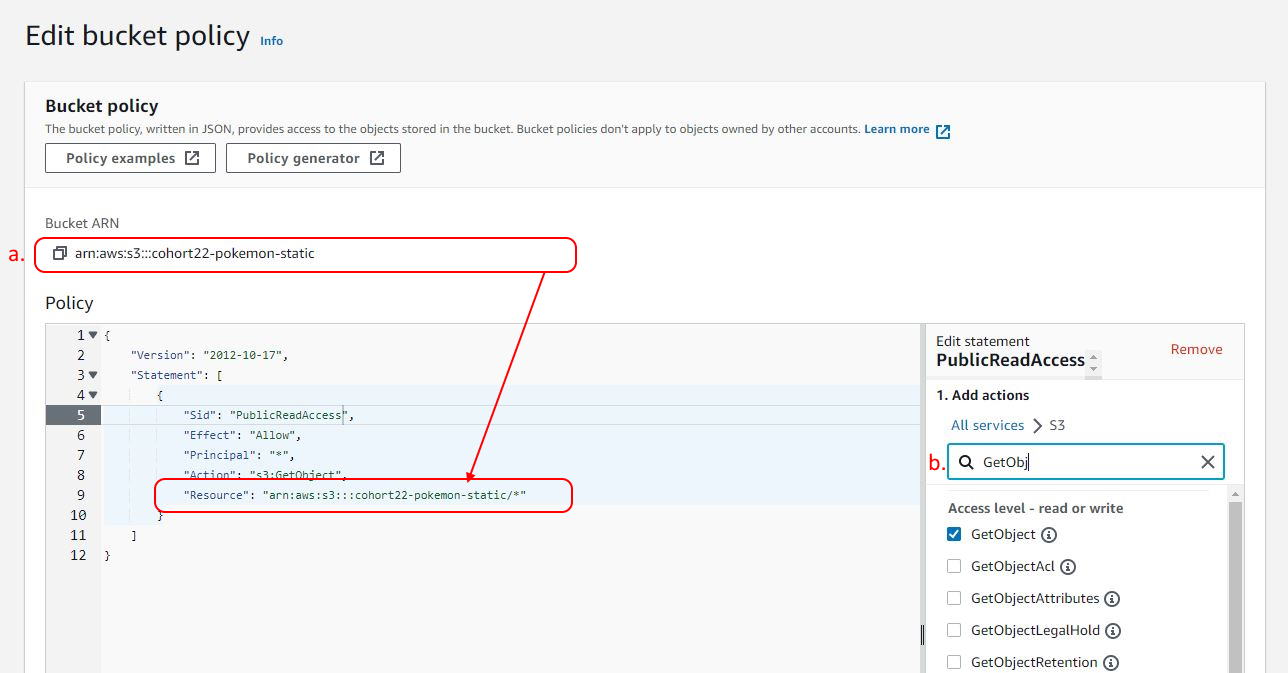 Edit bucket policy Info
Bucket policy
The bucket policy, written in JSON, provides access to the objects stored in the bucket. Bucket policies don't apply to objects owned by other accounts. Learn more
Policy examples Policy generator
Bucket ARN
a. arn:aws:s3:::cohort22-pokemon-static
Policy
1 {
2 "Version": "2012-10-17",
3 "Statement": [
4 {
5 "Sid": "PublicReadAccess",
6 "Effect": "Allow",
7 "Principal": "*",
8 "Action": "s3:GetObject",
9 "Resource": "arn:aws:s3:::cohort22-pokemon-static/*"
10 }
11 ]
12 }
Edit statement
PublicReadAccess
Remove
1. Add actions
All services S3
b. GetObj
Access level - read or write
GetObject
GetObjectAcl
GetObjectAttributes
GetObjectLegalHold
GetObjectRetention